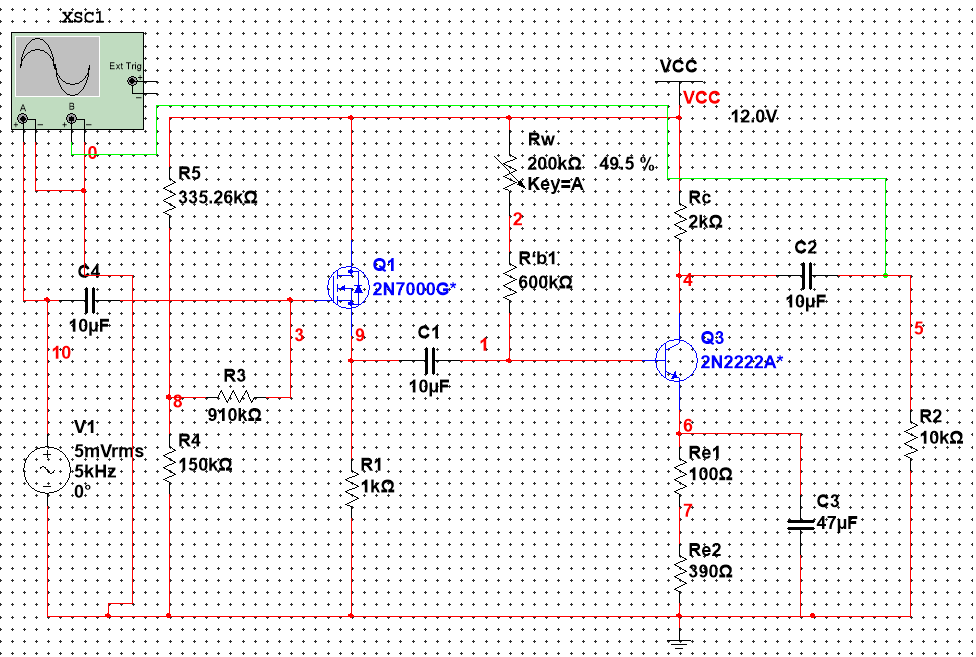 XSC1
Ext Trig
+
-
A
B
+ - + -
0
VCC
VCC
12.0V
Rw
200kΩ 49.5 %
Key=A
R5
335.26kΩ
Rc
2kΩ
2
C4
10µF
Q1
2N7000G*
R'b1
600kΩ
C2
10µF
4
3
9
C1
10µF
1
Q3
2N2222A*
5
10
R3
910kΩ
8
V1
5mVrms
5kHz
0°
R4
150kΩ
R1
1kΩ
6
Re1
100Ω
7
R2
10kΩ
C3
47µF
Re2
390Ω